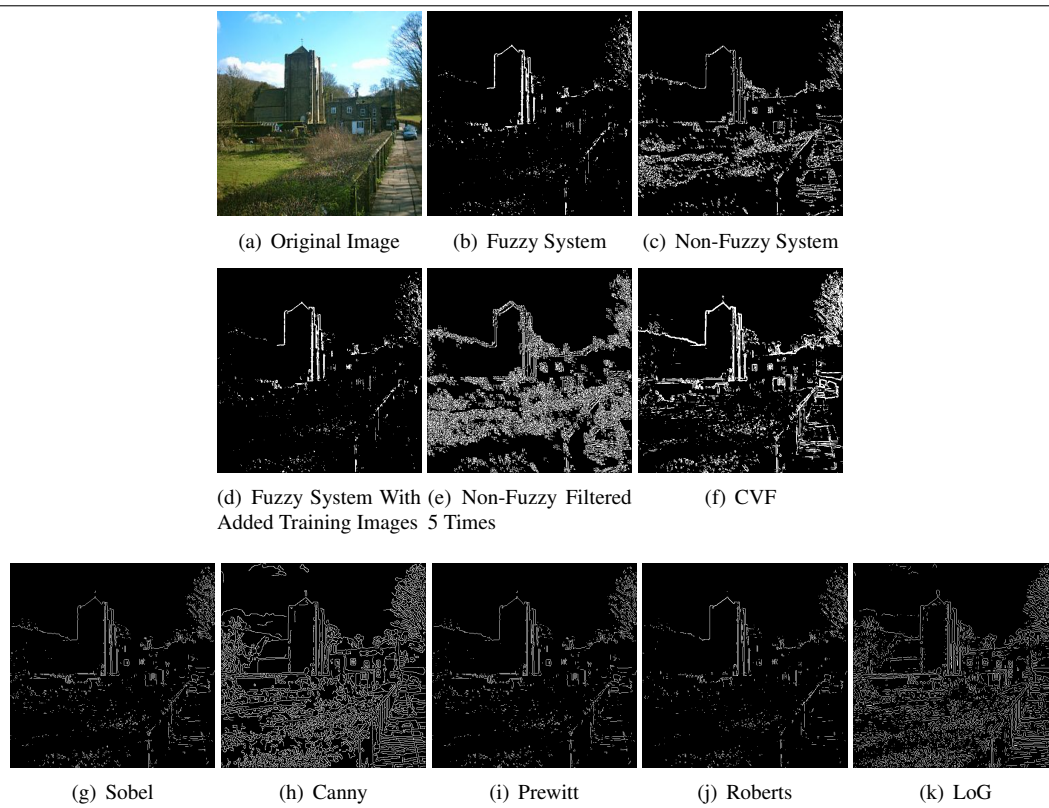 (a) Original Image
(b) Fuzzy System
(c) Non-Fuzzy System
(d) Fuzzy System With
Added Training Images
(e) Non-Fuzzy Filtered
5 Times
(f) CVF
(g) Sobel
(h) Canny
(i) Prewitt
(j) Roberts
(k) LoG